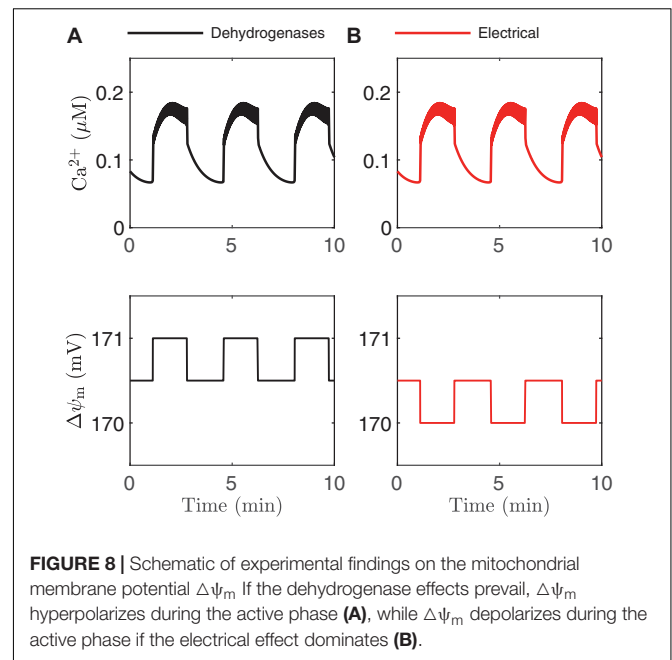 A Dehydrogenases B Electrical
Ca²⁺ (μM)
0.2
0.1
0
0 5 10
0.2
0.1
0
0 5 10
Δψm (mV)
171
170
0 5 10
Time (min)
171
170
0 5 10
Time (min)
FIGURE 8 | Schematic of experimental findings on the mitochondrial
membrane potential △ψm If the dehydrogenase effects prevail, △ψm
hyperpolarizes during the active phase (A), while △ψm depolarizes during the
active phase if the electrical effect dominates (B).